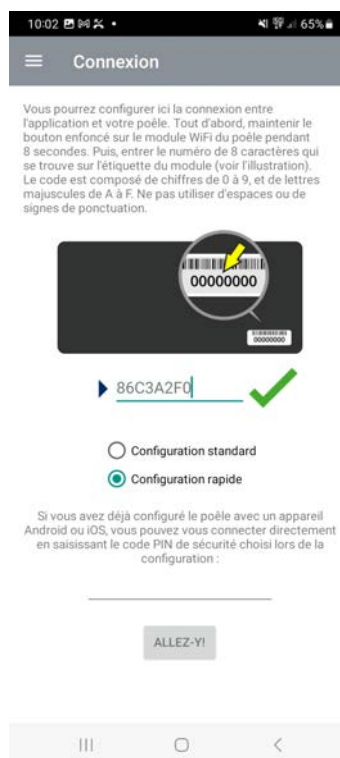 10:02
65%
Connexion
Vous pourrez configurer ici la connexion entre
l'application et votre poêle. Tout d'abord, maintenir le
bouton enfoncé sur le module WiFi du poêle pendant
8 secondes. Puis, entrer le numéro de 8 caractères qui
se trouve sur l'étiquette du module (voir l'illustration).
Le code est composé de chiffres de 0 à 9, et de lettres
majuscules de A à F. Ne pas utiliser d'espaces ou de
signes de ponctuation.
00000000
00000000
86C3A2F0
Configuration standard
Configuration rapide
Si vous avez déjà configuré le poêle avec un appareil
Android ou iOS, vous pouvez vous connecter directement
en saisissant le code PIN de sécurité choisi lors de la
configuration :
ALLEZ-Y!